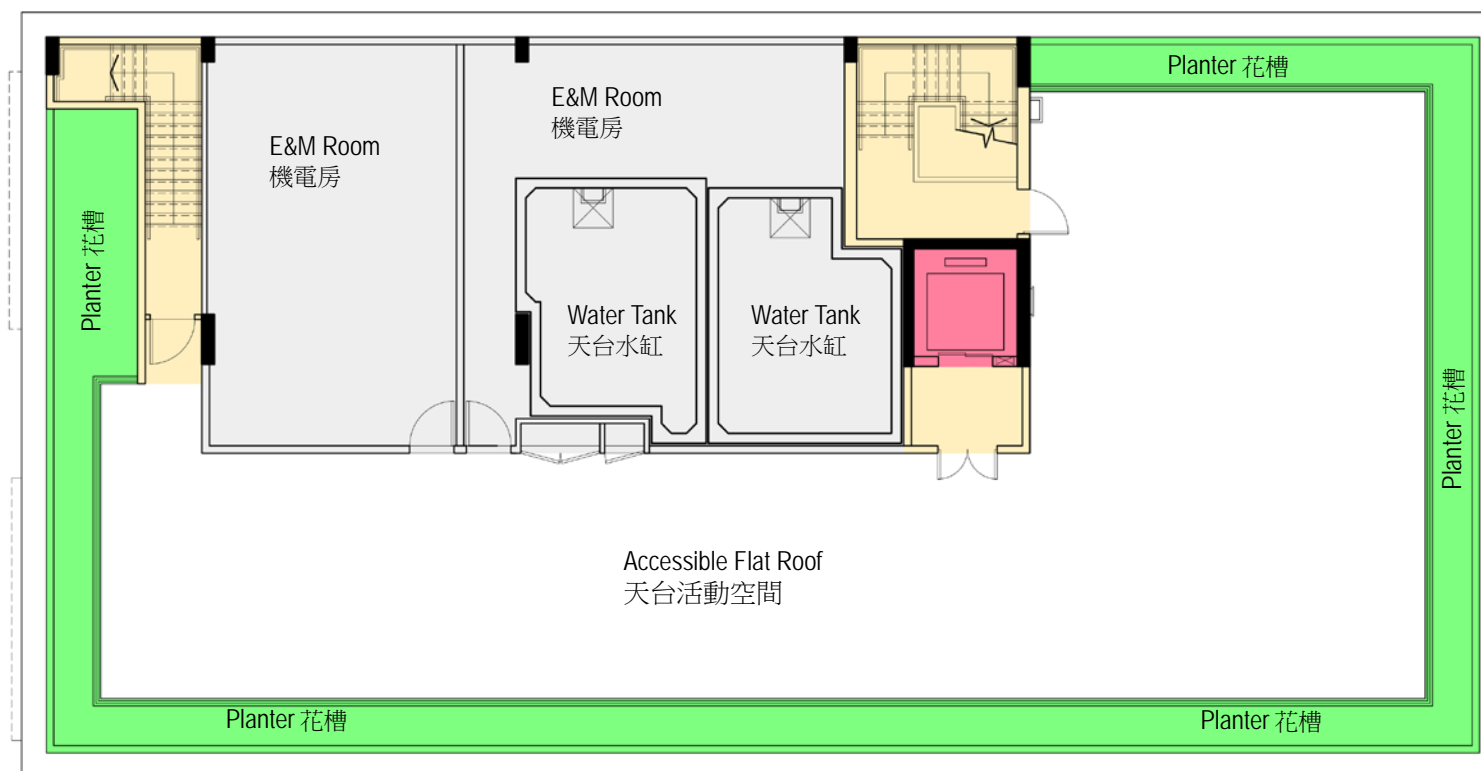 Planter 花槽
E&M Room
機電房
E&M Room
機電房
Planter 花槽
Water Tank
天台水缸
Water Tank
天台水缸
Planter 花槽
Accessible Flat Roof
天台活動空間
Planter 花槽
Planter 花槽